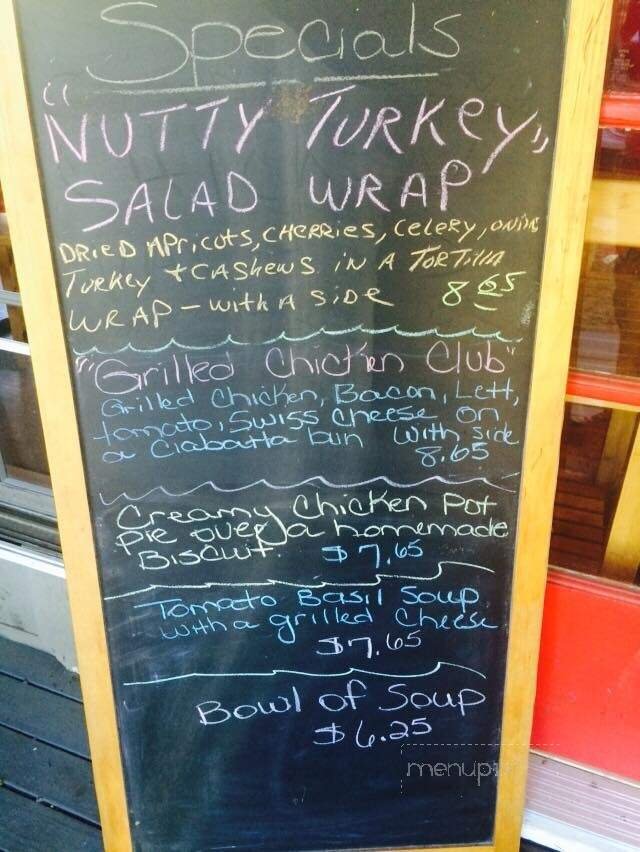 Specials
"NUTTY TURKEY"
SALAD WRAP
DRIED APRICOTS, CHERRIES, CELERY, ONION
TURKEY + CASHEWS IN A TORTILLA
WRAP - WITH A SIDE 8 65
"Grilled Chicken Club"
Grilled Chicken, Bacon, Lett,
tomato, Swiss cheese on
a Ciabatta bun with side
8.65
Creamy Chicken Pot
pie over a homemade
Biscuit. $7.65
Tomato Basil Soup
with a grilled Cheese
$7.65
Bowl of Soup
$6.25